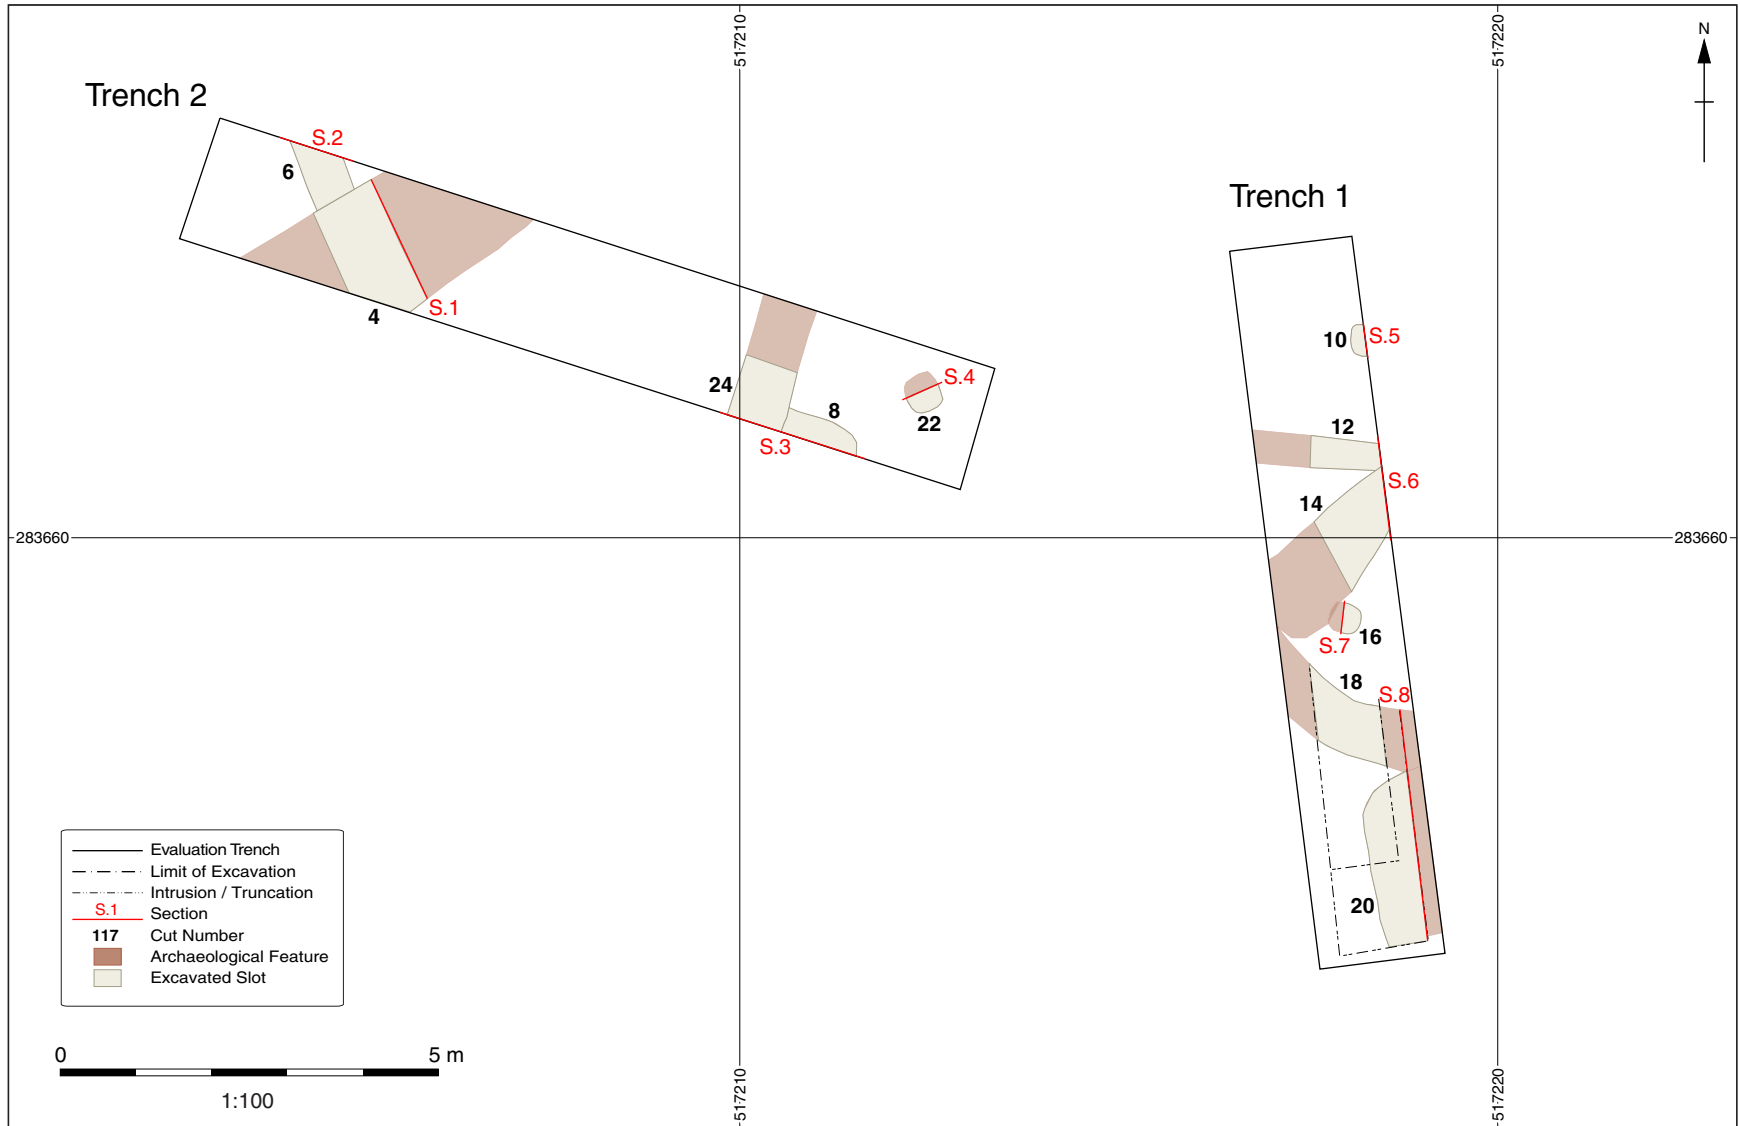 517210
517220
N
Trench 2
S.2
6
4
S.1
Trench 1
10
S.5
24
8
S.4
22
S.3
12
S.6
14
283660
283660
16
S.7
18
S.8
20
Evaluation Trench
Limit of Excavation
Intrusion / Truncation
S.1 Section
117 Cut Number
Archaeological Feature
Excavated Slot
0 5 m
1:100
517210
517220